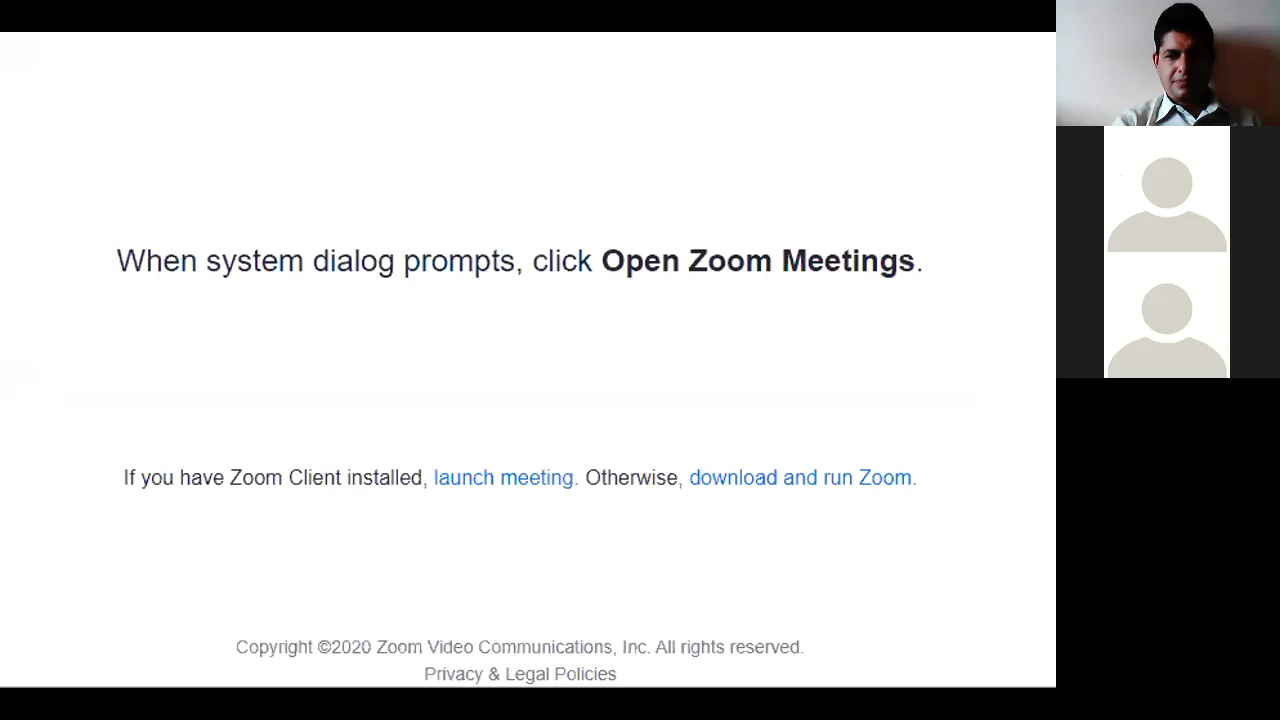 When system dialog prompts, click Open Zoom Meetings.
If you have Zoom Client installed, launch meeting. Otherwise, download and run Zoom.
Copyright ©2020 Zoom Video Communications, Inc. All rights reserved.
Privacy & Legal Policies